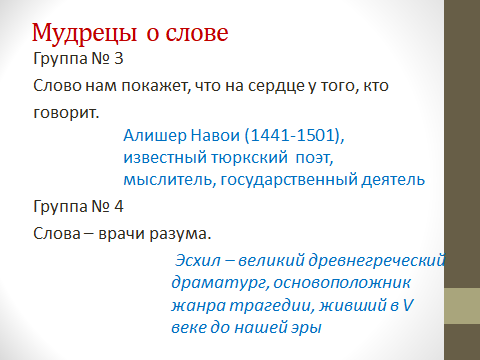 Мудрецы о слове
Группа № 3
Слово нам покажет, что на сердце у того, кто
говорит.
Алишер Навои (1441-1501),
известный тюркский поэт,
мыслитель, государственный деятель
Группа № 4
Слова – врачи разума.
Эсхил – великий древнегреческий
драматург, основоположник
жанра трагедии, живший в V
веке до нашей эры